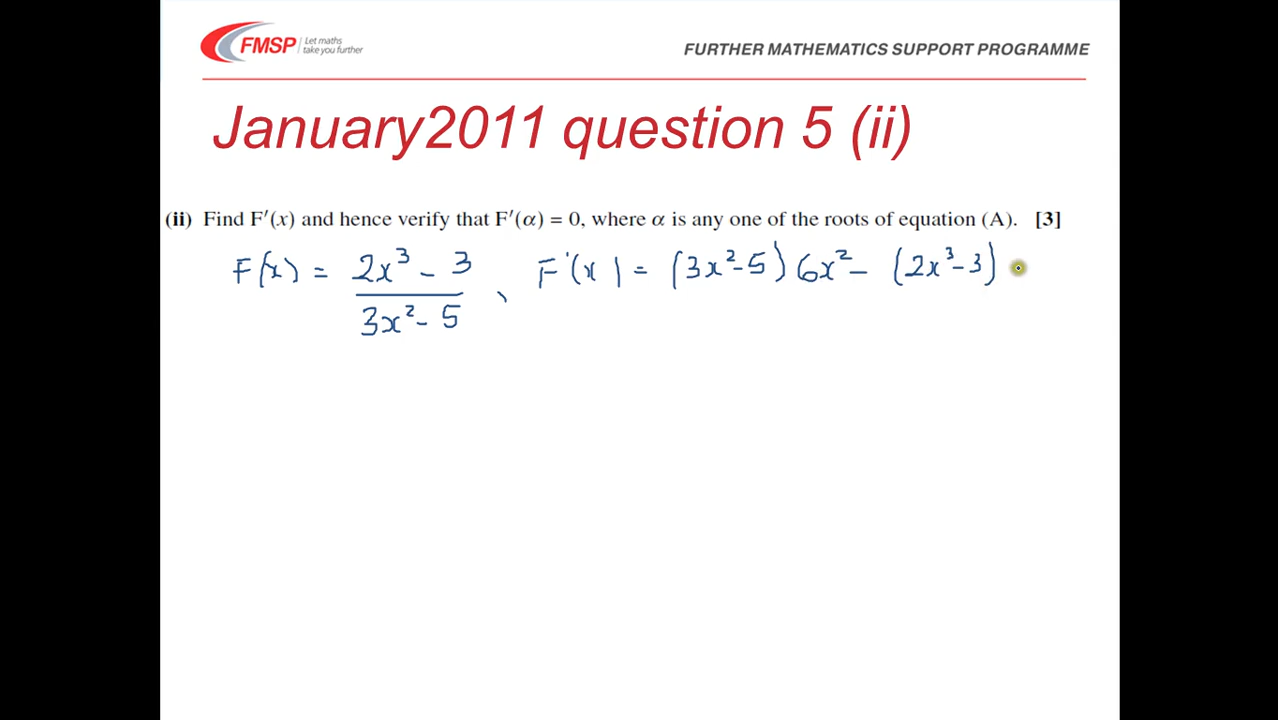 FMSP Let maths
take you further
FURTHER MATHEMATICS SUPPORT PROGRAMME
January2011 question 5 (ii)
(ii) Find F′(x) and hence verify that F′(α) = 0, where α is any one of the roots of equation (A). [3]
F(x) = 2x³ - 3 / 3x² - 5 , F'(x) = (3x²-5) 6x² - (2x³-3)